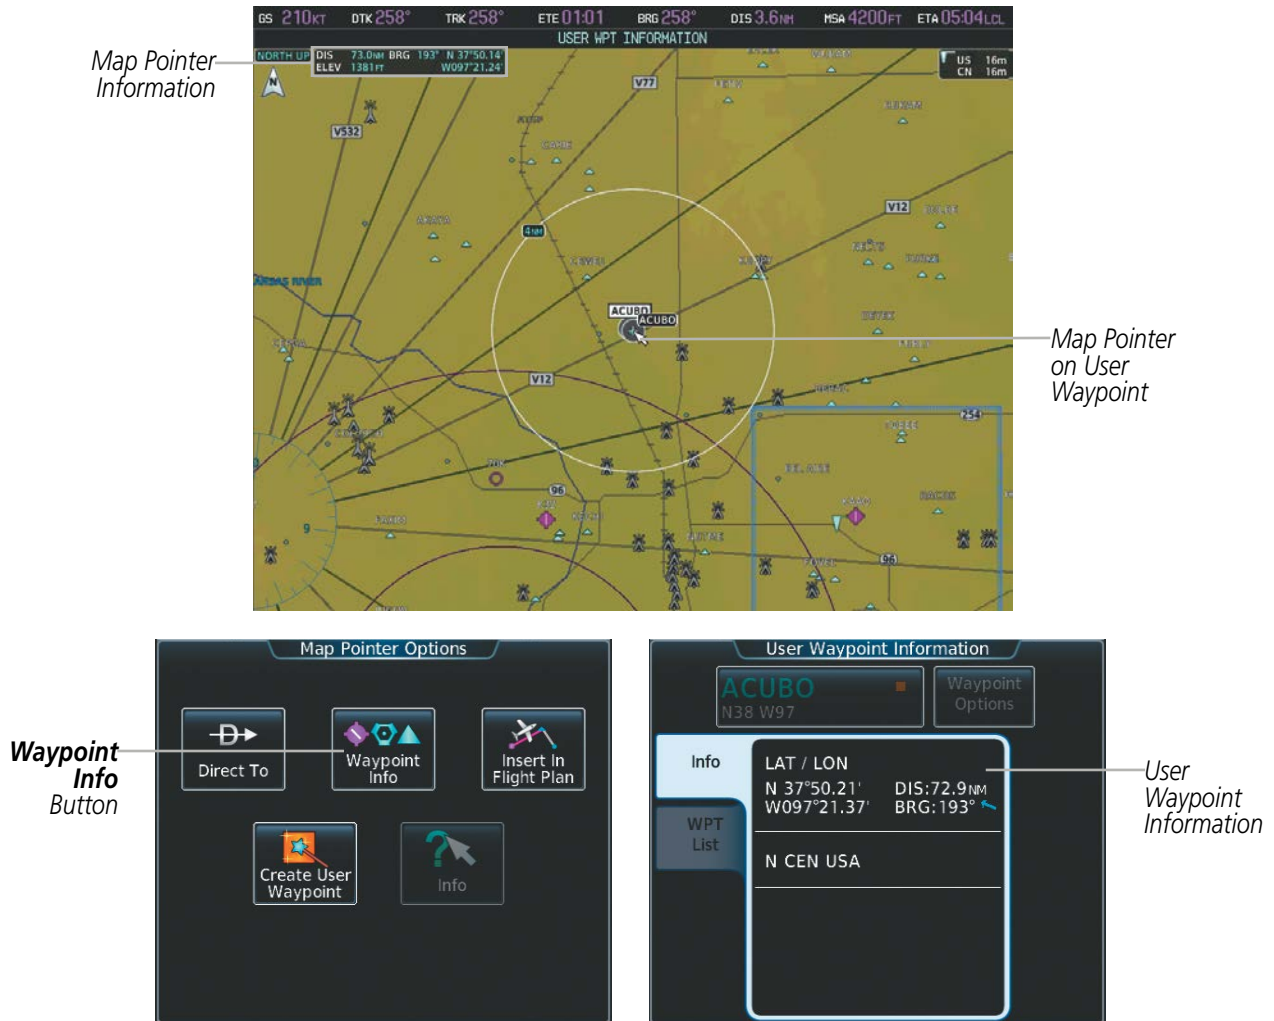 GS 210KT DTK 258° TRK 258° ETE 01:01 BRG 258° DIS 3.6NM MSA 4200FT ETA 05:04LCL
USER WPT INFORMATION
Map Pointer
Information
NORTH UP
DIS 73.0NM BRG 193° N 37°50.14'
ELEV 1381FT W097°21.24'
N
US 16m
CN 16m
V77
V532
V12
4NM
ACUBO
ACUBO
Map Pointer
on User
Waypoint
V12
254
BEL AIRE
96
KAAO
9
96
Map Pointer Options
Direct To
Waypoint
Info
Insert In
Flight Plan
Create User
Waypoint
Info
Waypoint
Info
Button
User Waypoint Information
ACUBO
N38 W97
Waypoint
Options
Info
WPT
List
LAT / LON
N 37°50.21' DIS:72.9NM
W097°21.37' BRG:193°
N CEN USA
User
Waypoint
Information